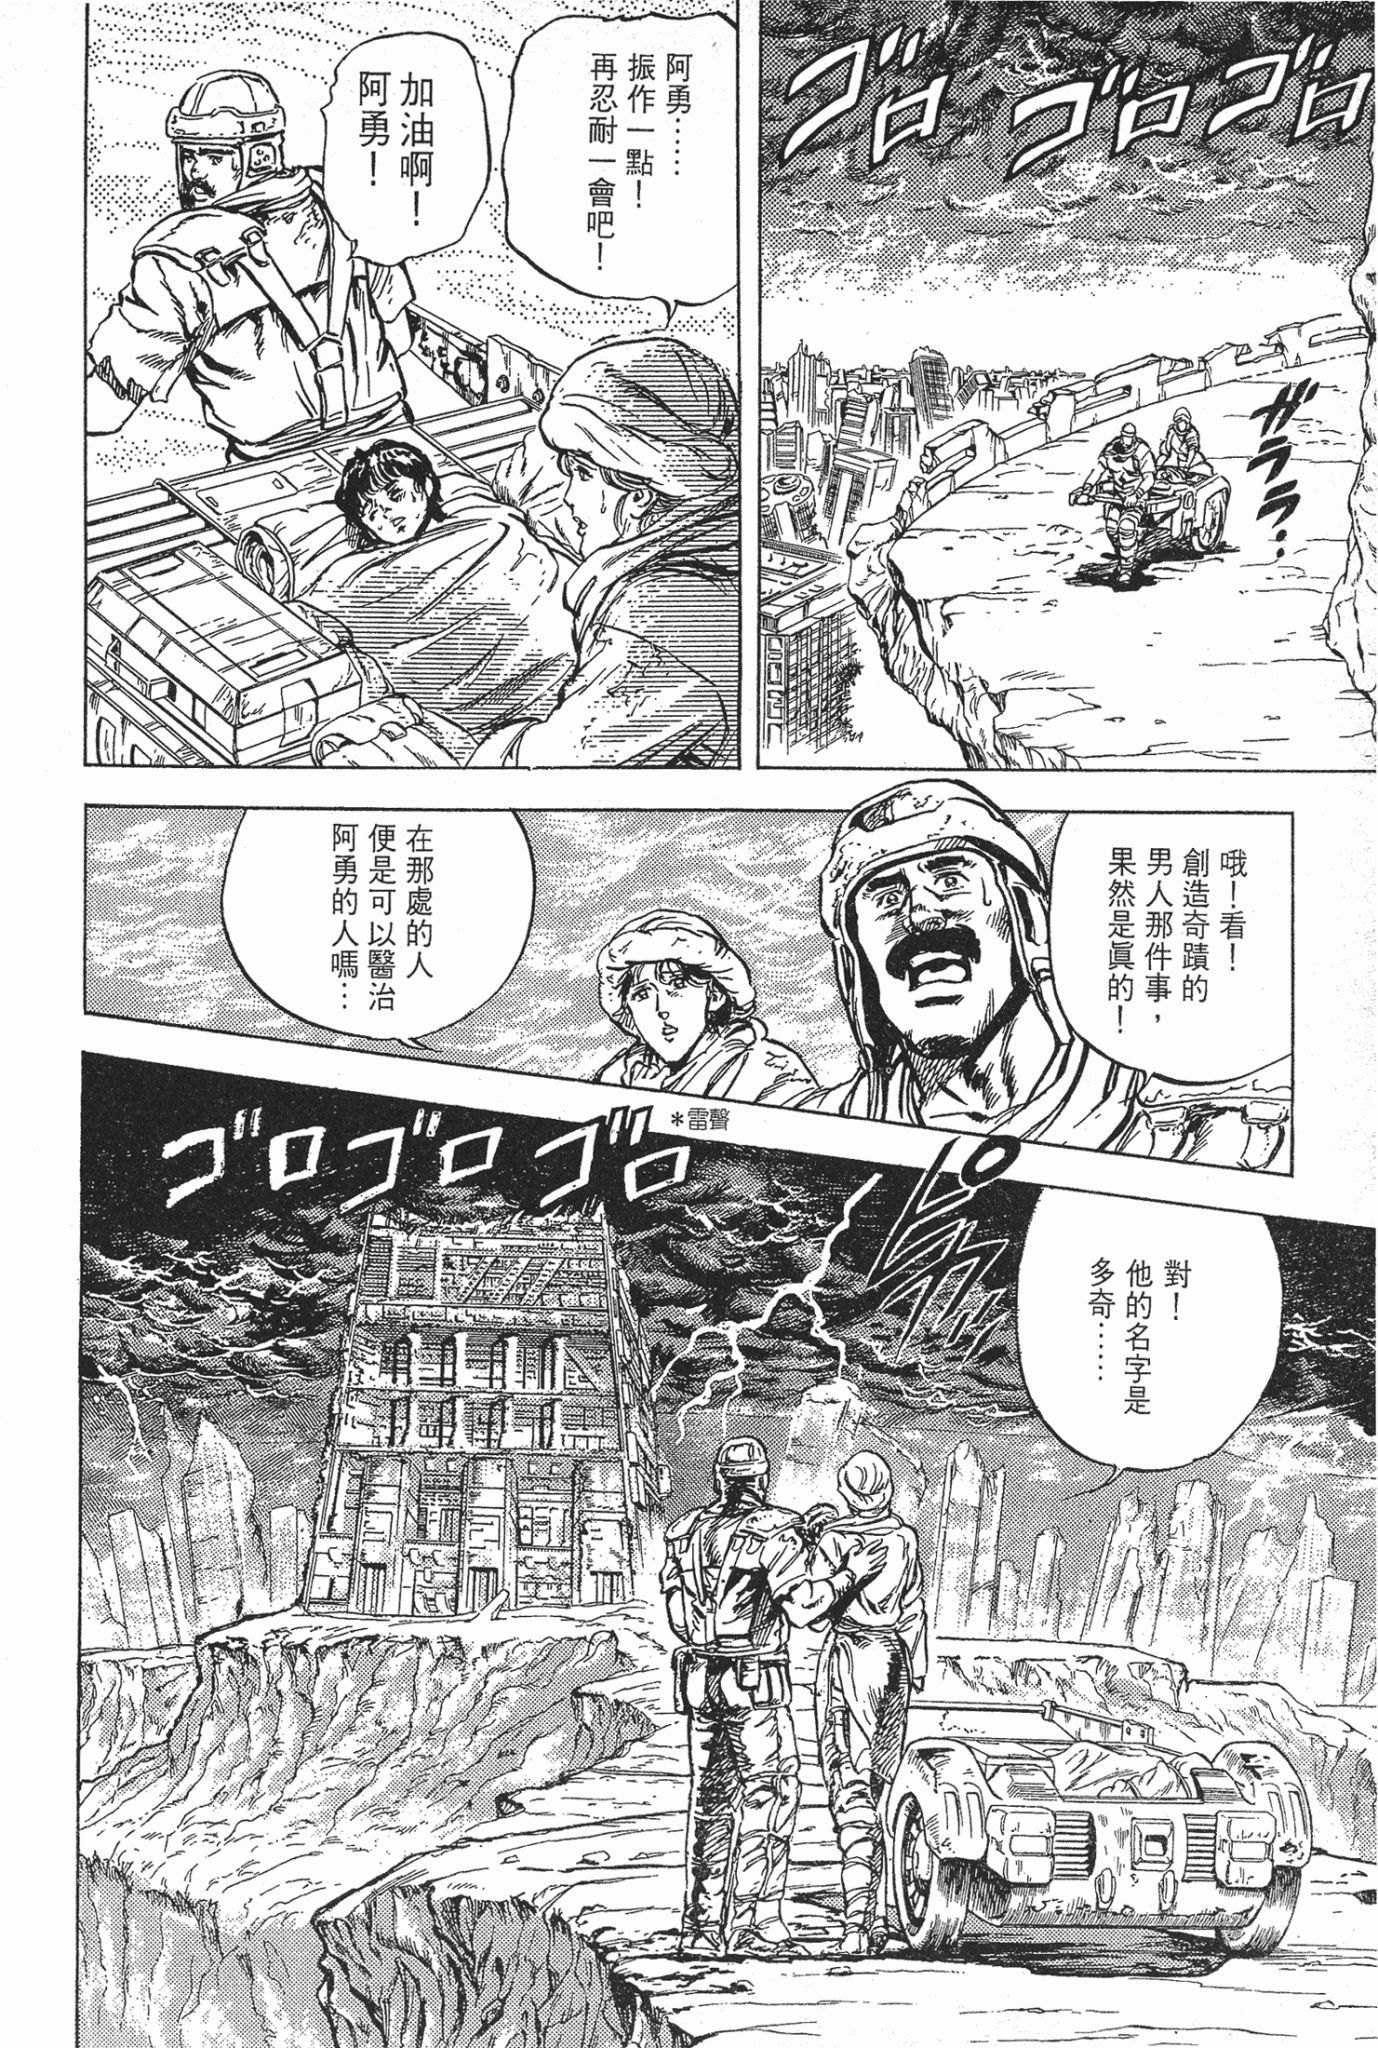 ゴロゴロゴロ
ガラララ・
阿勇⋯⋯
振作一點！
再忍耐一會吧！
加油啊！
阿勇！
哦！看！
創造奇蹟的
男人那件事，
果然是眞的！
在那處的人
便是可以醫治
阿勇的人嗎⋯
＊雷聲
ピカッ
ゴロゴロゴロ
對！
他的名字是
多奇⋯⋯